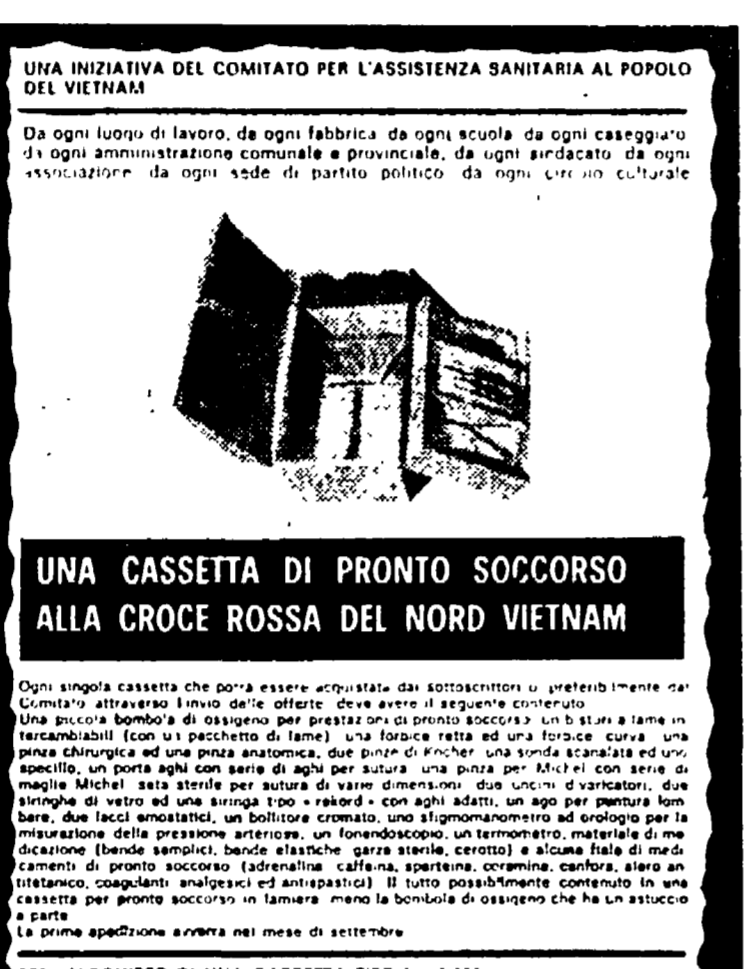 UNA INIZIATIVA DEL COMITATO PER L'ASSISTENZA SANITARIA AL POPOLO
DEL VIETNAM
Da ogni luogo di lavoro, da ogni fabbrica da ogni scuola da ogni caseggiato
da ogni amministrazione comunale e provinciale, da ogni sindacato da ogni
associazione da ogni sede di partito politico da ogni circolo culturale
UNA CASSETTA DI PRONTO SOCCORSO
ALLA CROCE ROSSA DEL NORD VIETNAM
Ogni singola cassetta che potrà essere acquistata dai sottoscrittori o preferibilmente dal
Comitato attraverso l'invio delle offerte deve avere il seguente contenuto
Una piccola bombola di ossigeno per prestazioni di pronto soccorso un bisturi a lame in
tercambiabili (con un pacchetto di lame) una forbice retta ed una forbice curva una
pinza chirurgica ed una pinza anatomica, due pinze di Kocher una sonda scanalata ed uno
specillo, un porta aghi con serie di aghi per sutura una pinza per Michel con serie di
maglie Michel seta sterile per sutura di varie dimensioni due uncini divaricatori, due
siringhe di vetro ed una siringa tipo « rekord » con aghi adatti, un ago per puntura lom
bare, due lacci emostatici, un bollitore cromato, uno sfigmomanometro ad orologio per la
misurazione della pressione arteriosa, un fonendoscopio, un termometro, materiale di me
dicazione (bende semplici, bende elastiche garza sterile, cerotto) e alcune fiale di medi
camenti di pronto soccorso (adrenalina caffeina, sparteina, coramina, canfora, siero an
titetanico, coagulanti analgesici ed antispastici) Il tutto possibilmente contenuto in una
cassetta per pronto soccorso in lamiera meno la bombola di ossigeno che ha un astuccio
a parte
La prima spedizione avverrà nel mese di settembre